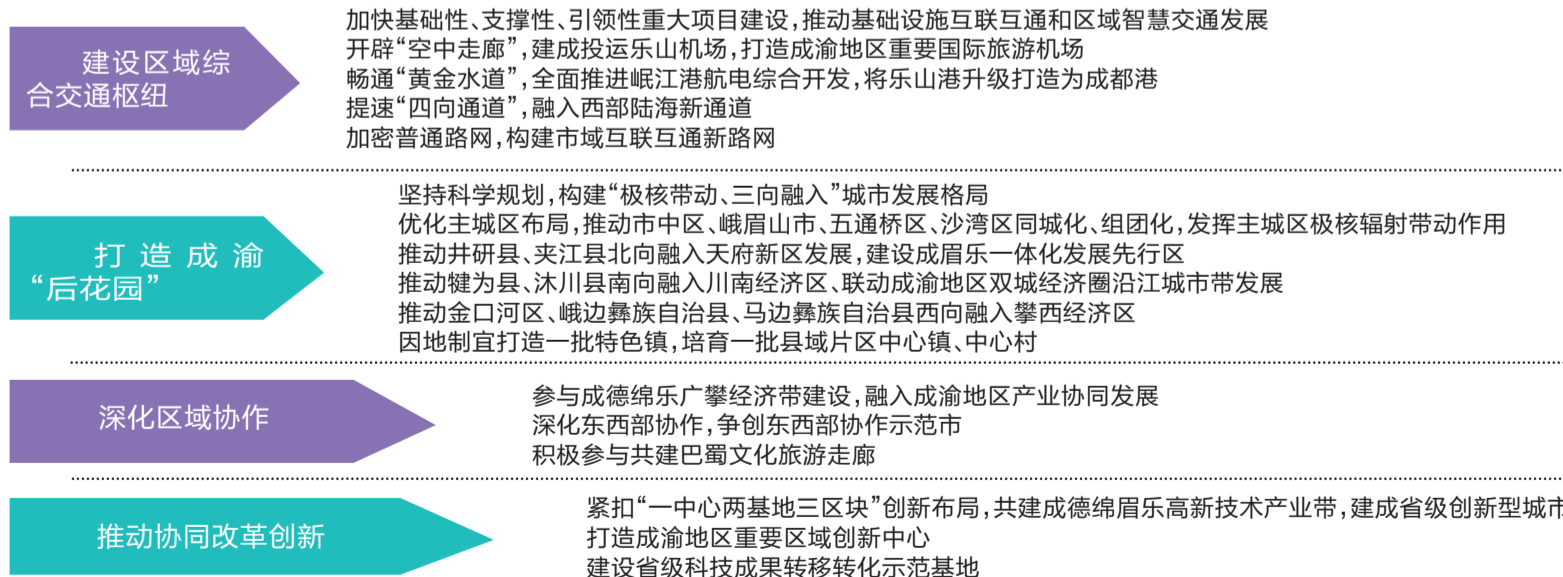 建设区域综
合交通枢纽
加快基础性、支撑性、引领性重大项目建设,推动基础设施互联互通和区域智慧交通发展
开辟“空中走廊”,建成投运乐山机场,打造成渝地区重要国际旅游机场
畅通“黄金水道”,全面推进岷江港航电综合开发,将乐山港升级打造为成都港
提速“四向通道”,融入西部陆海新通道
加密普通路网,构建市域互联互通新路网
打造成渝
“后花园”
坚持科学规划,构建“极核带动、三向融入”城市发展格局
优化主城区布局,推动市中区、峨眉山市、五通桥区、沙湾区同城化、组团化,发挥主城区极核辐射带动作用
推动井研县、夹江县北向融入天府新区发展,建设成眉乐一体化发展先行区
推动犍为县、沐川县南向融入川南经济区、联动成渝地区双城经济圈沿江城市带发展
推动金口河区、峨边彝族自治县、马边彝族自治县西向融入攀西经济区
因地制宜打造一批特色镇,培育一批县域片区中心镇、中心村
深化区域协作
参与成德绵乐广攀经济带建设,融入成渝地区产业协同发展
深化东西部协作,争创东西部协作示范市
积极参与共建巴蜀文化旅游走廊
推动协同改革创新
紧扣“一中心两基地三区块”创新布局,共建成德绵眉乐高新技术产业带,建成省级创新型城市
打造成渝地区重要区域创新中心
建设省级科技成果转移转化示范基地